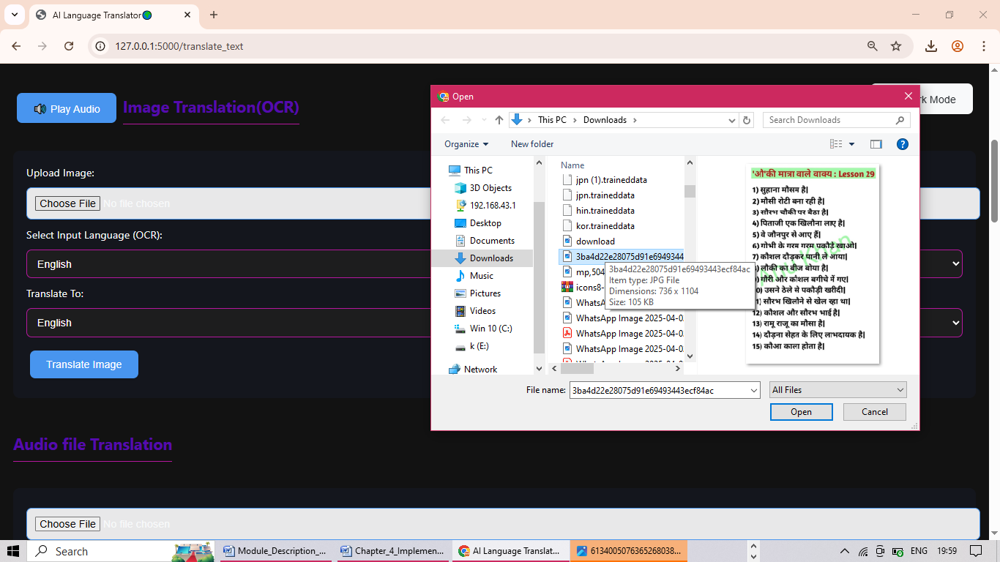 AI Language Translator
127.0.0.1:5000/translate_text
Play Audio
Image Translation(OCR)
rk Mode
Upload Image:
Choose File No file chosen
Select Input Language (OCR):
English
Translate To:
English
Translate Image
Audio file Translation
Choose File No file chosen
Open
This PC
Downloads
Search Downloads
Organize
New folder
This PC
3D Objects
192.168.43.1
Desktop
Documents
Downloads
Music
Pictures
Videos
Win 10 (C:)
k (E:)
Network
Name
jpn (1).traineddata
jpn.traineddata
hin.traineddata
kor.traineddata
download
3ba4d22e28075d91e6949344
mp,504
icons8-
WhatsA
WhatsApp Image 2025-04-0
WhatsApp Image 2025-04-0
WhatsApp Image 2025-04-0
3ba4d22e28075d91e69493443ecf84ac
Item type: JPG File
Dimensions: 736 x 1104
Size: 105 KB
'औ'की मात्रा वाले वाक्य : Lesson 29
1) सुहाना मौसम है|
2) मौसी रोटी बना रही है|
3) सौरभ चौकी पर बैठा है|
4) पिताजी एक खिलौना लाए है|
5) वे जौनपुर से आए हैं|
6) गोभी के गरम गरम पकौड़े खाओ|
7) कौशल दौड़कर पानी ले आया|
लौकी का बीज बोया है|
गौरी और कौशल बगीचे में गए|
0) उसने ठेले से पकौड़ी खरीदी|
1) सौरभ खिलौने से खेल रहा था|
12) कौशल और सौरभ भाई है|
13) रामू राजू का मौसा है|
14) दौड़ना सेहत के लिए लाभदायक है|
15) कौआ काला होता है|
File name: 3ba4d22e28075d91e69493443ecf84ac
All Files
Open
Cancel
Search
Module_Description_...
Chapter_4_Implemen...
AI Language Translat...
6134005076365268038...
ENG
19:59